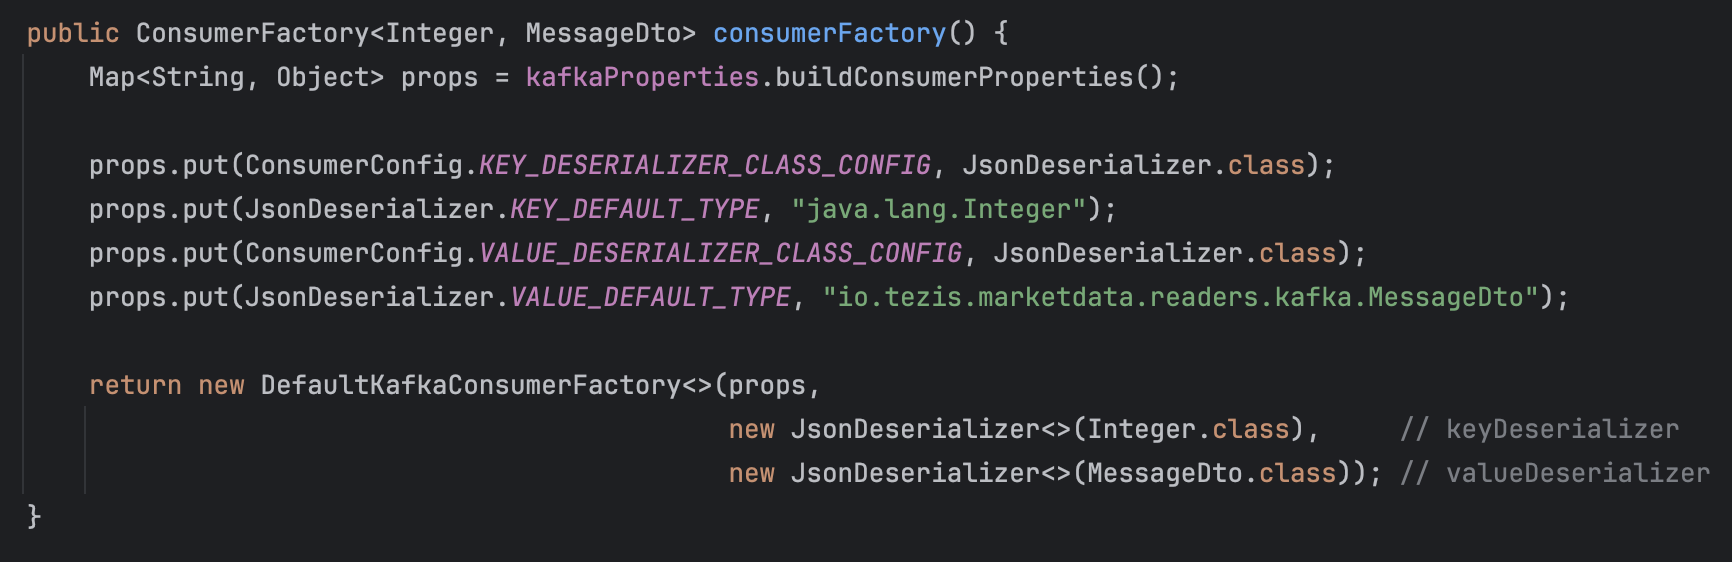 public ConsumerFactory<Integer, MessageDto> consumerFactory() {
    Map<String, Object> props = kafkaProperties.buildConsumerProperties();

    props.put(ConsumerConfig.KEY_DESERIALIZER_CLASS_CONFIG, JsonDeserializer.class);
    props.put(JsonDeserializer.KEY_DEFAULT_TYPE, "java.lang.Integer");
    props.put(ConsumerConfig.VALUE_DESERIALIZER_CLASS_CONFIG, JsonDeserializer.class);
    props.put(JsonDeserializer.VALUE_DEFAULT_TYPE, "io.tezis.marketdata.readers.kafka.MessageDto");

    return new DefaultKafkaConsumerFactory<>(props,
                                             new JsonDeserializer<>(Integer.class),     // keyDeserializer
                                             new JsonDeserializer<>(MessageDto.class)); // valueDeserializer
}